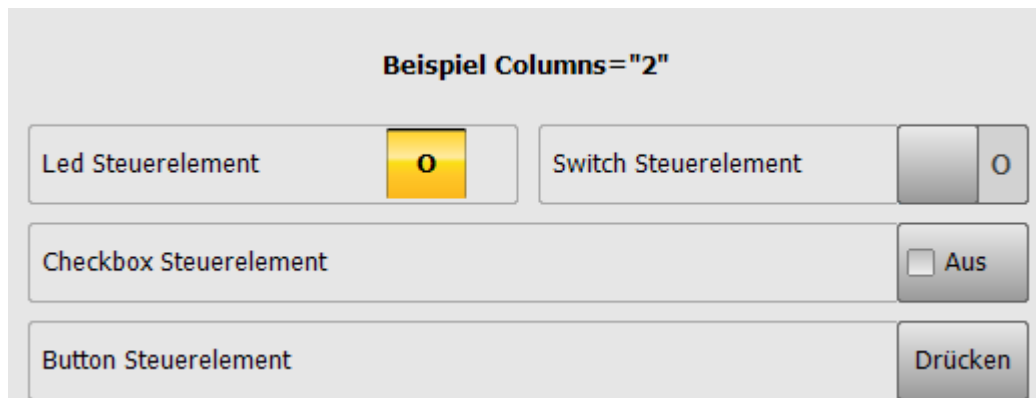 Beispiel Columns="2"
Led Steuerelement O Switch Steuerelement O
Checkbox Steuerelement Aus
Button Steuerelement Drücken